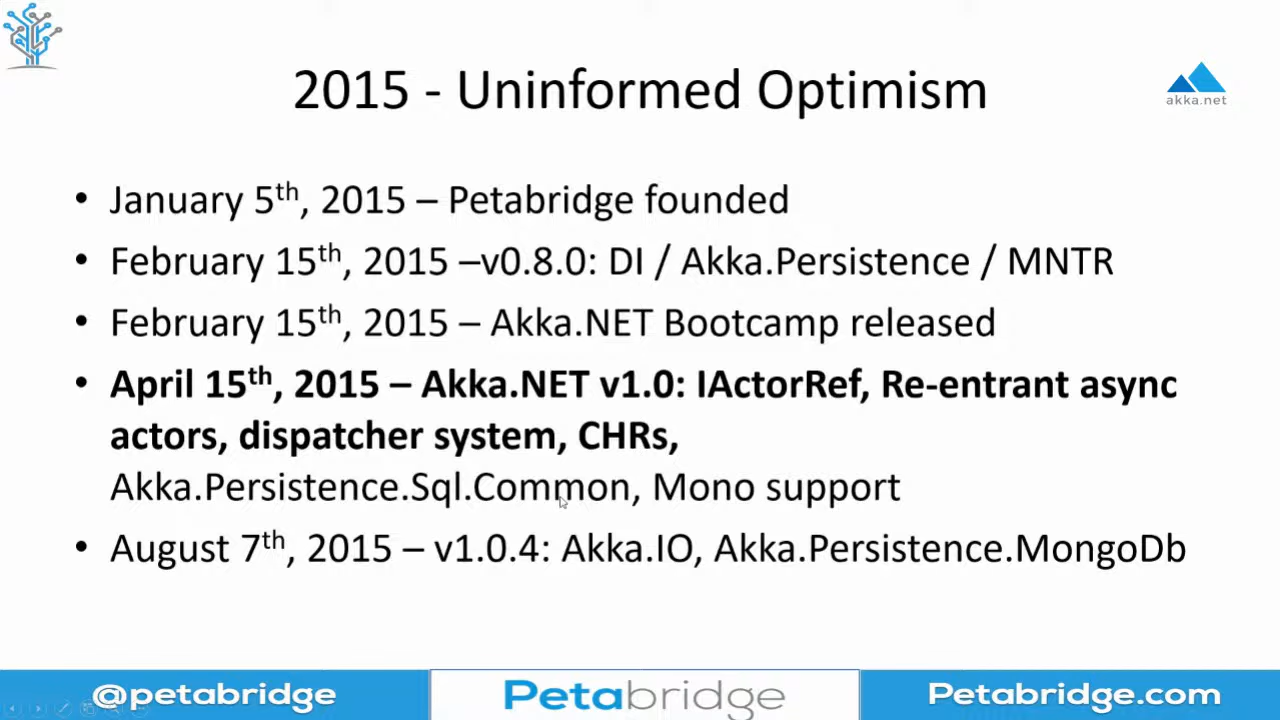 2015 - Uninformed Optimism
akka.net
• January 5th, 2015 – Petabridge founded
• February 15th, 2015 –v0.8.0: DI / Akka.Persistence / MNTR
• February 15th, 2015 – Akka.NET Bootcamp released
• April 15th, 2015 – Akka.NET v1.0: IActorRef, Re-entrant async
actors, dispatcher system, CHRs,
Akka.Persistence.Sql.Common, Mono support
• August 7th, 2015 – v1.0.4: Akka.IO, Akka.Persistence.MongoDb
@petabridge
Petabridge
Petabridge.com